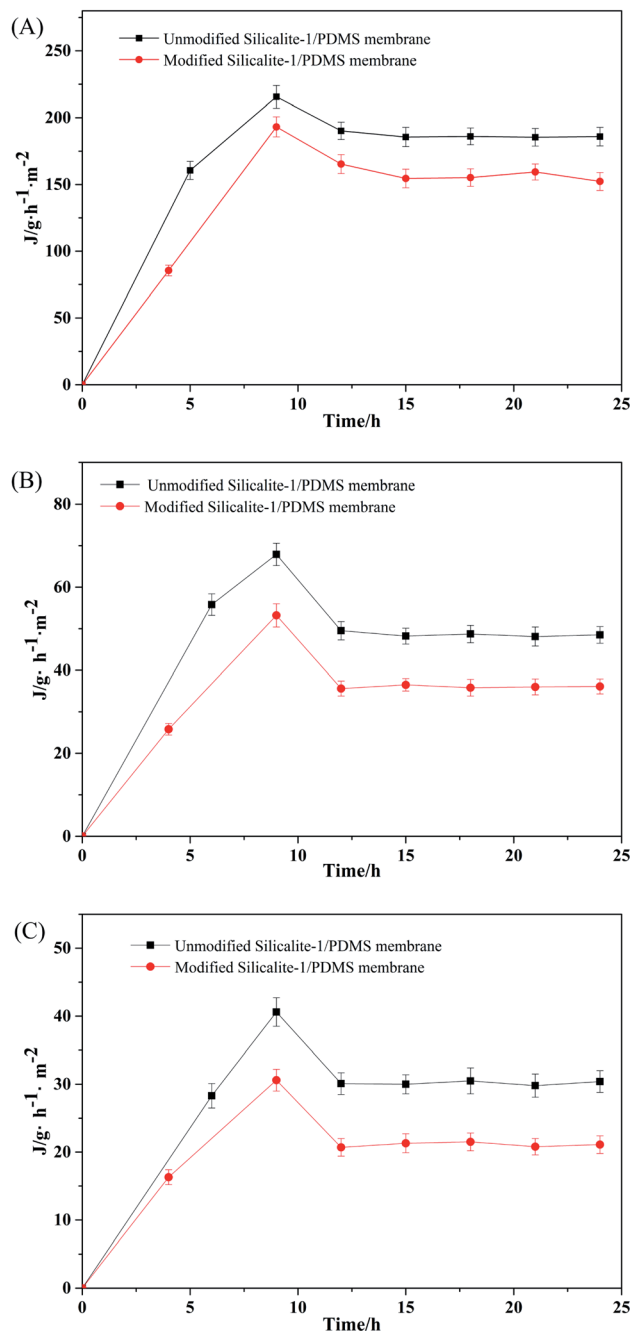 (A)
Unmodified Silicalite-1/PDMS membrane
Modified Silicalite-1/PDMS membrane
250
200
150
100
50
0
J/g·h⁻¹·m⁻²
0 5 10 15 20 25
Time/h
(B)
Unmodified Silicalite-1/PDMS membrane
Modified Silicalite-1/PDMS membrane
80
60
40
20
0
J/g· h⁻¹·m⁻²
0 5 10 15 20 25
Time/h
(C)
Unmodified Silicalite-1/PDMS membrane
Modified Silicalite-1/PDMS membrane
50
40
30
20
10
0
J/g· h⁻¹· m⁻²
0 5 10 15 20 25
Time/h